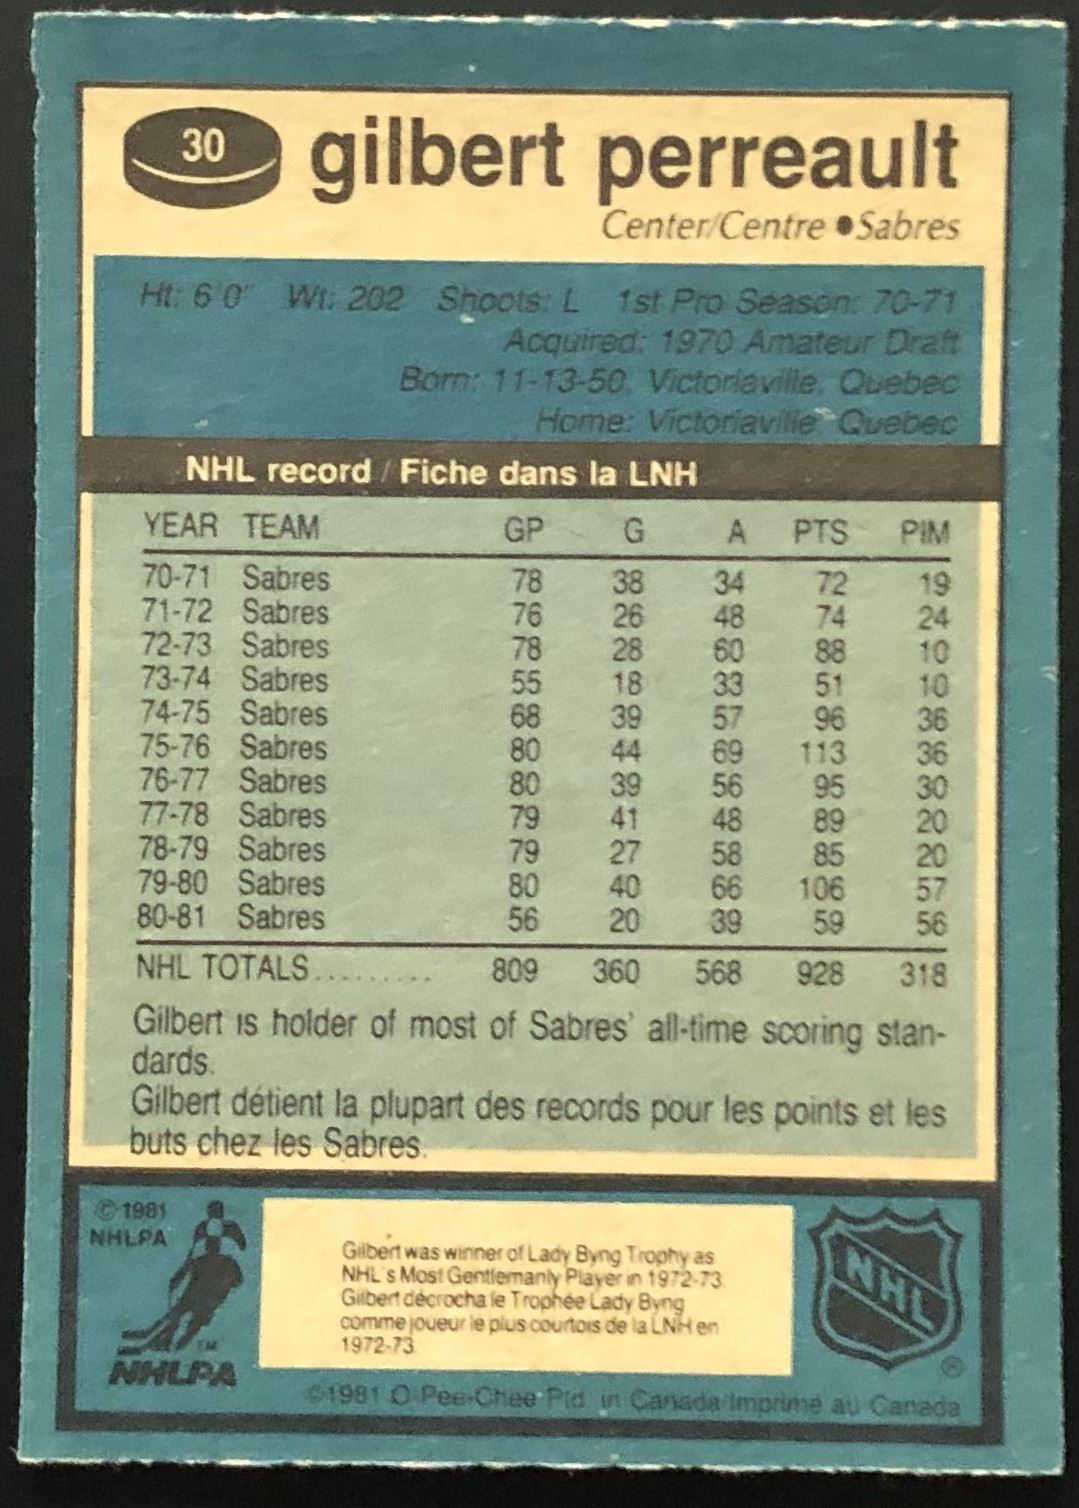 30 gilbert perreault
Center/Centre ● Sabres
Ht: 6'0" Wt: 202 Shoots: L 1st Pro Season: 70-71
Acquired: 1970 Amateur Draft
Born: 11-13-50, Victoriaville, Quebec
Home: Victoriaville, Quebec
NHL record / Fiche dans la LNH
YEAR TEAM GP G A PTS PIM
70-71 Sabres 78 38 34 72 19
71-72 Sabres 76 26 48 74 24
72-73 Sabres 78 28 60 88 10
73-74 Sabres 55 18 33 51 10
74-75 Sabres 68 39 57 96 36
75-76 Sabres 80 44 69 113 36
76-77 Sabres 80 39 56 95 30
77-78 Sabres 79 41 48 89 20
78-79 Sabres 79 27 58 85 20
79-80 Sabres 80 40 66 106 57
80-81 Sabres 56 20 39 59 56
NHL TOTALS.......... 809 360 568 928 318
Gilbert is holder of most of Sabres' all-time scoring stan-
dards.
Gilbert détient la plupart des records pour les points et les
buts chez les Sabres.
© 1981
NHLPA
TM
NHLPA
Gilbert was winner of Lady Byng Trophy as
NHL's Most Gentlemanly Player in 1972-73.
Gilbert décrocha le Trophée Lady Byng
comme joueur le plus courtois de la LNH en
1972-73.
NHL
®
©1981 O-Pee-Chee Ptd. in Canada/Imprimé au Canada